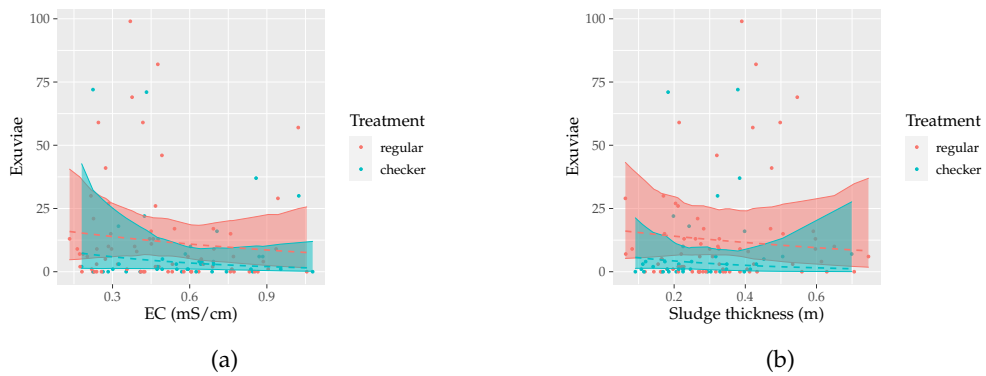 100
75
50
25
0
Exuviae
0.3 0.6 0.9
EC (mS/cm)
Treatment
regular
checker
(a)
100
75
50
25
0
Exuviae
0.2 0.4 0.6
Sludge thickness (m)
Treatment
regular
checker
(b)